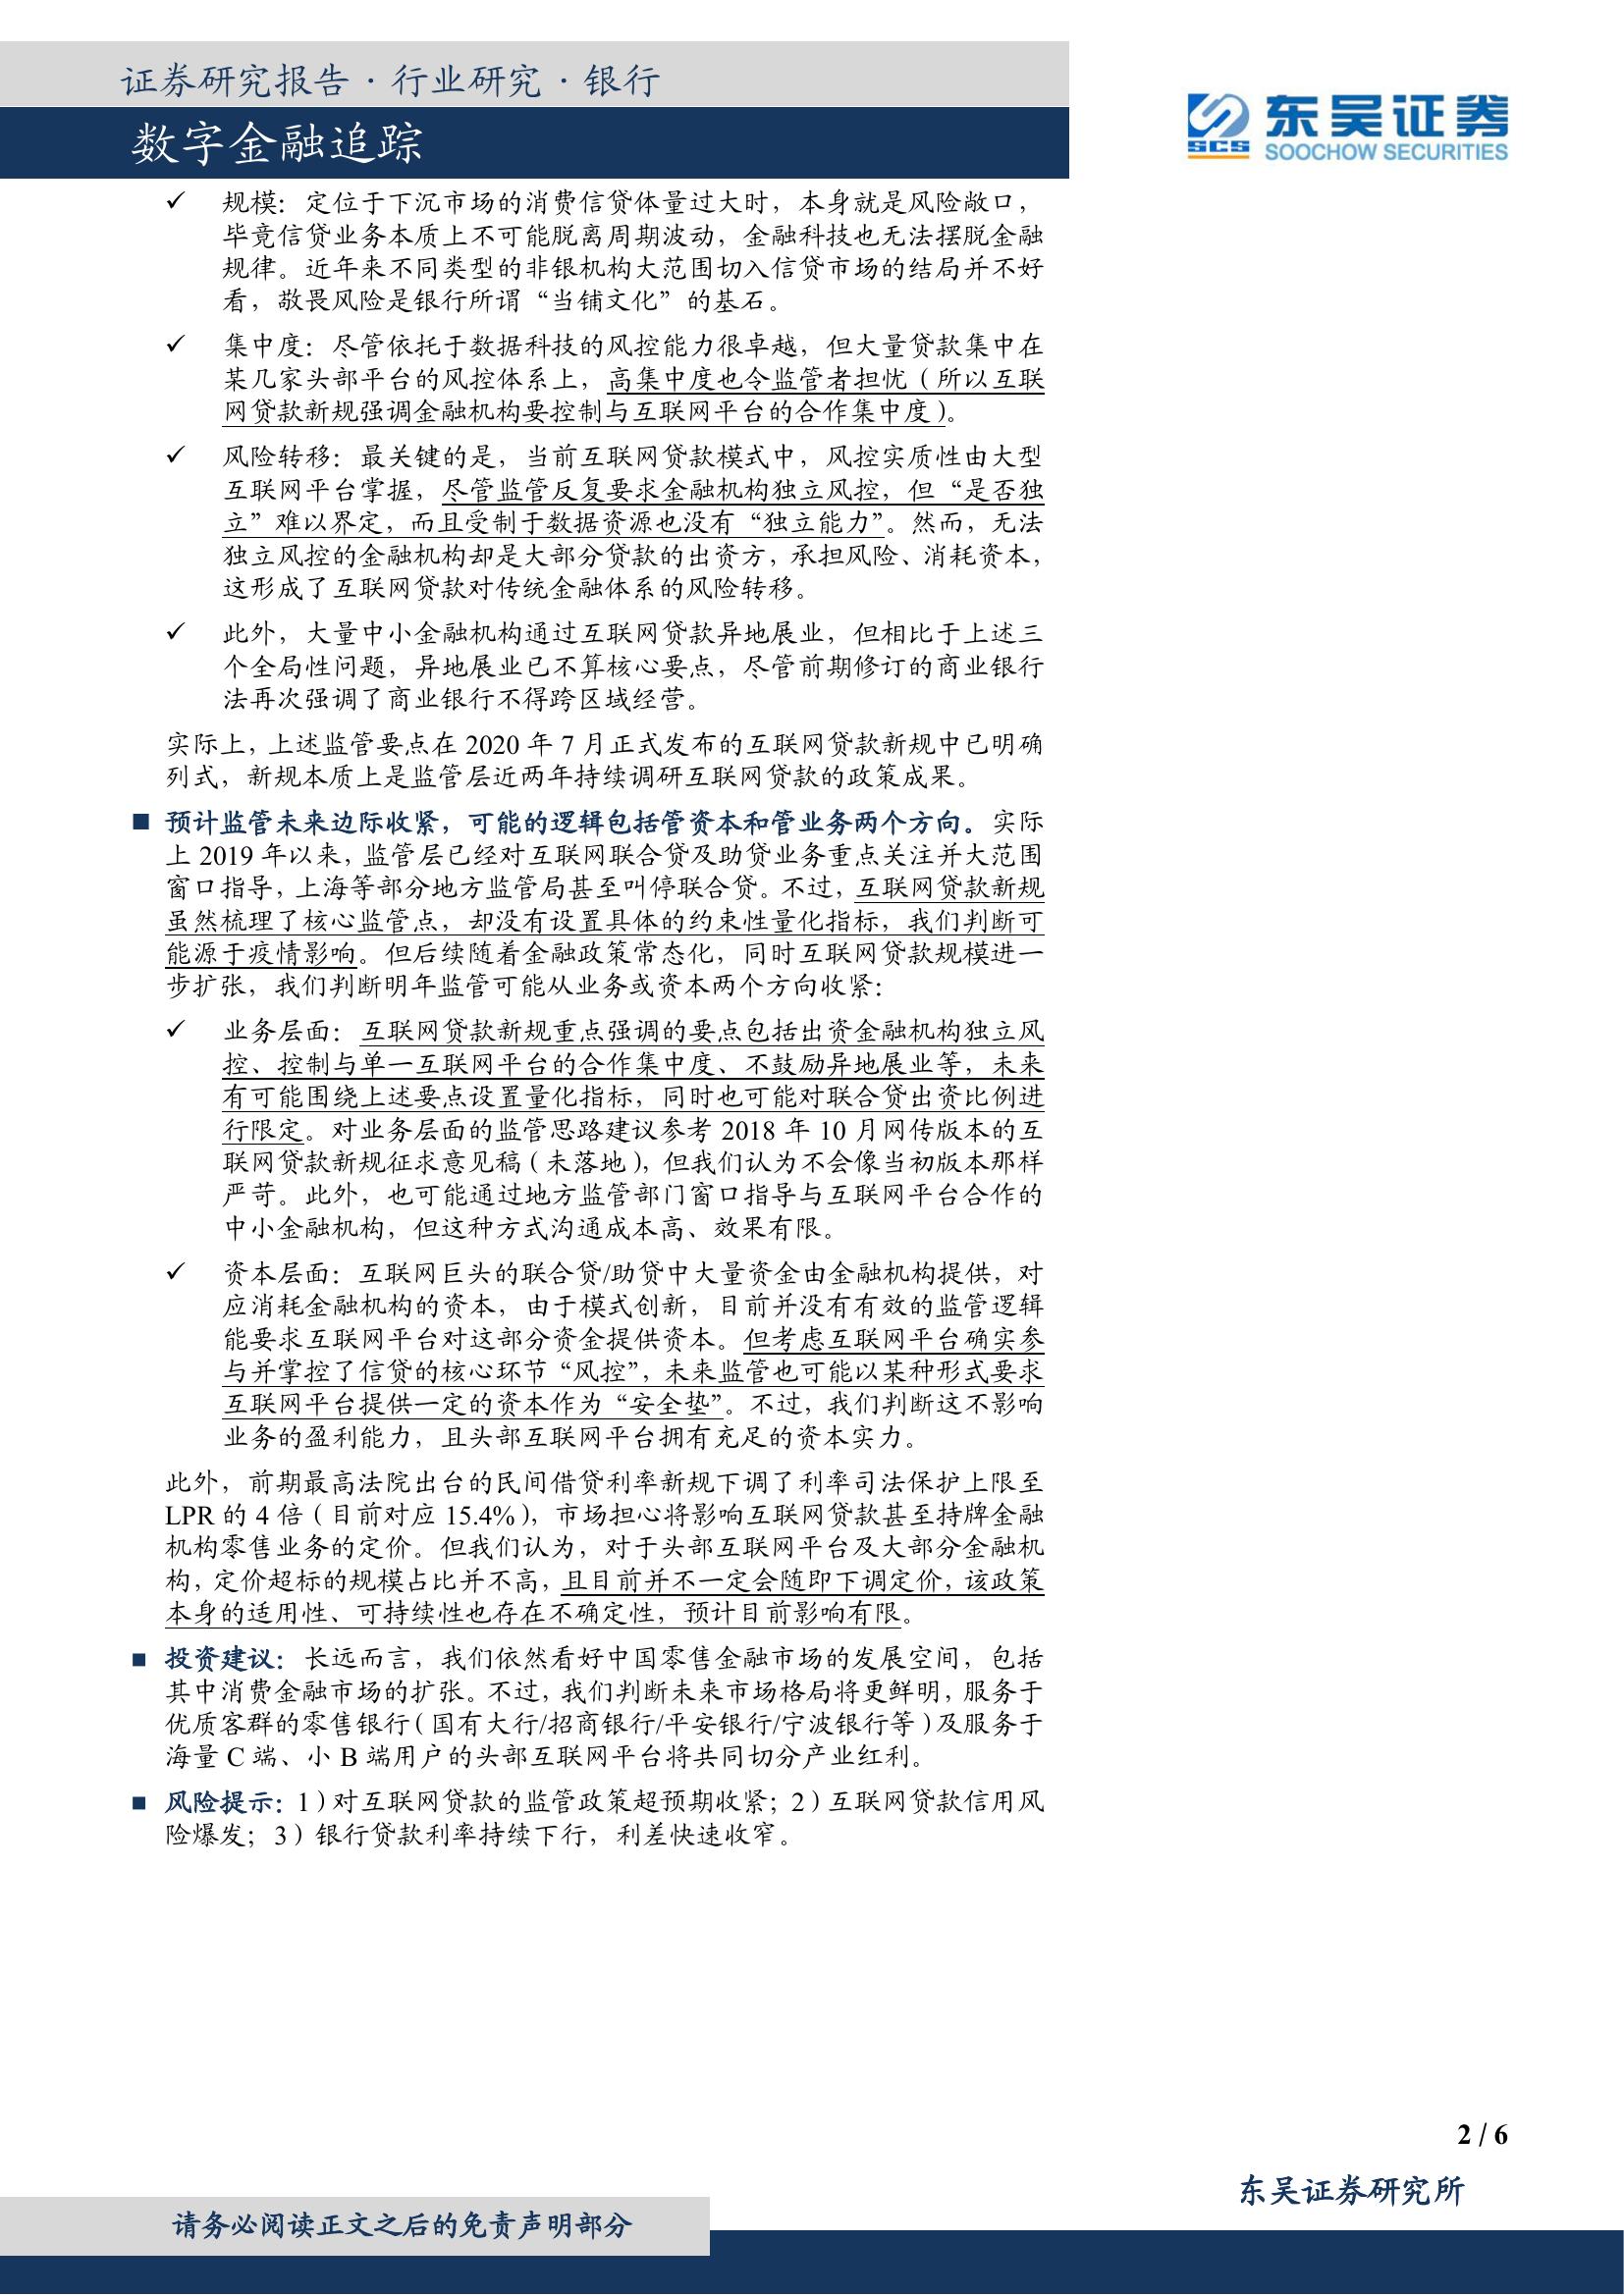 证券研究报告 · 行业研究 · 银行
数字金融追踪
东吴证券
SCS
SOOCHOW SECURITIES
✓ 规模：定位于下沉市场的消费信贷体量过大时，本身就是风险敞口，
毕竟信贷业务本质上不可能脱离周期波动，金融科技也无法摆脱金融
规律。近年来不同类型的非银机构大范围切入信贷市场的结局并不好
看，敬畏风险是银行所谓“当铺文化”的基石。
✓ 集中度：尽管依托于数据科技的风控能力很卓越，但大量贷款集中在
某几家头部平台的风控体系上，高集中度也令监管者担忧（所以互联
网贷款新规强调金融机构要控制与互联网平台的合作集中度）。
✓ 风险转移：最关键的是，当前互联网贷款模式中，风控实质性由大型
互联网平台掌握，尽管监管反复要求金融机构独立风控，但“是否独
立”难以界定，而且受制于数据资源也没有“独立能力”。然而，无法
独立风控的金融机构却是大部分贷款的出资方，承担风险、消耗资本，
这形成了互联网贷款对传统金融体系的风险转移。
✓ 此外，大量中小金融机构通过互联网贷款异地展业，但相比于上述三
个全局性问题，异地展业已不算核心要点，尽管前期修订的商业银行
法再次强调了商业银行不得跨区域经营。
实际上，上述监管要点在 2020 年 7 月正式发布的互联网贷款新规中已明确
列式，新规本质上是监管层近两年持续调研互联网贷款的政策成果。
■ 预计监管未来边际收紧，可能的逻辑包括管资本和管业务两个方向。实际
上 2019 年以来，监管层已经对互联网联合贷及助贷业务重点关注并大范围
窗口指导，上海等部分地方监管局甚至叫停联合贷。不过，互联网贷款新规
虽然梳理了核心监管点，却没有设置具体的约束性量化指标，我们判断可
能源于疫情影响。但后续随着金融政策常态化，同时互联网贷款规模进一
步扩张，我们判断明年监管可能从业务或资本两个方向收紧：
✓ 业务层面：互联网贷款新规重点强调的要点包括出资金融机构独立风
控、控制与单一互联网平台的合作集中度、不鼓励异地展业等，未来
有可能围绕上述要点设置量化指标，同时也可能对联合贷出资比例进
行限定。对业务层面的监管思路建议参考 2018 年 10 月网传版本的互
联网贷款新规征求意见稿（未落地），但我们认为不会像当初版本那样
严苛。此外，也可能通过地方监管部门窗口指导与互联网平台合作的
中小金融机构，但这种方式沟通成本高、效果有限。
✓ 资本层面：互联网巨头的联合贷/助贷中大量资金由金融机构提供，对
应消耗金融机构的资本，由于模式创新，目前并没有有效的监管逻辑
能要求互联网平台对这部分资金提供资本。但考虑互联网平台确实参
与并掌控了信贷的核心环节“风控”，未来监管也可能以某种形式要求
互联网平台提供一定的资本作为“安全垫”。不过，我们判断这不影响
业务的盈利能力，且头部互联网平台拥有充足的资本实力。
此外，前期最高法院出台的民间借贷利率新规下调了利率司法保护上限至
LPR 的 4 倍（目前对应 15.4%），市场担心将影响互联网贷款甚至持牌金融
机构零售业务的定价。但我们认为，对于头部互联网平台及大部分金融机
构，定价超标的规模占比并不高，且目前并不一定会随即下调定价，该政策
本身的适用性、可持续性也存在不确定性，预计目前影响有限。
■ 投资建议：长远而言，我们依然看好中国零售金融市场的发展空间，包括
其中消费金融市场的扩张。不过，我们判断未来市场格局将更鲜明，服务于
优质客群的零售银行（国有大行/招商银行/平安银行/宁波银行等）及服务于
海量 C 端、小 B 端用户的头部互联网平台将共同切分产业红利。
■ 风险提示：1）对互联网贷款的监管政策超预期收紧；2）互联网贷款信用风
险爆发；3）银行贷款利率持续下行，利差快速收窄。
2 / 6
东吴证券研究所
请务必阅读正文之后的免责声明部分